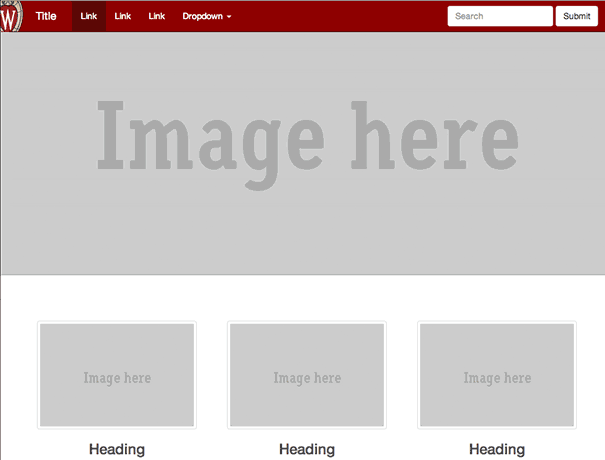 W Title Link Link Link Dropdown Search Submit
Image here
Image here Image here Image here
Heading Heading Heading